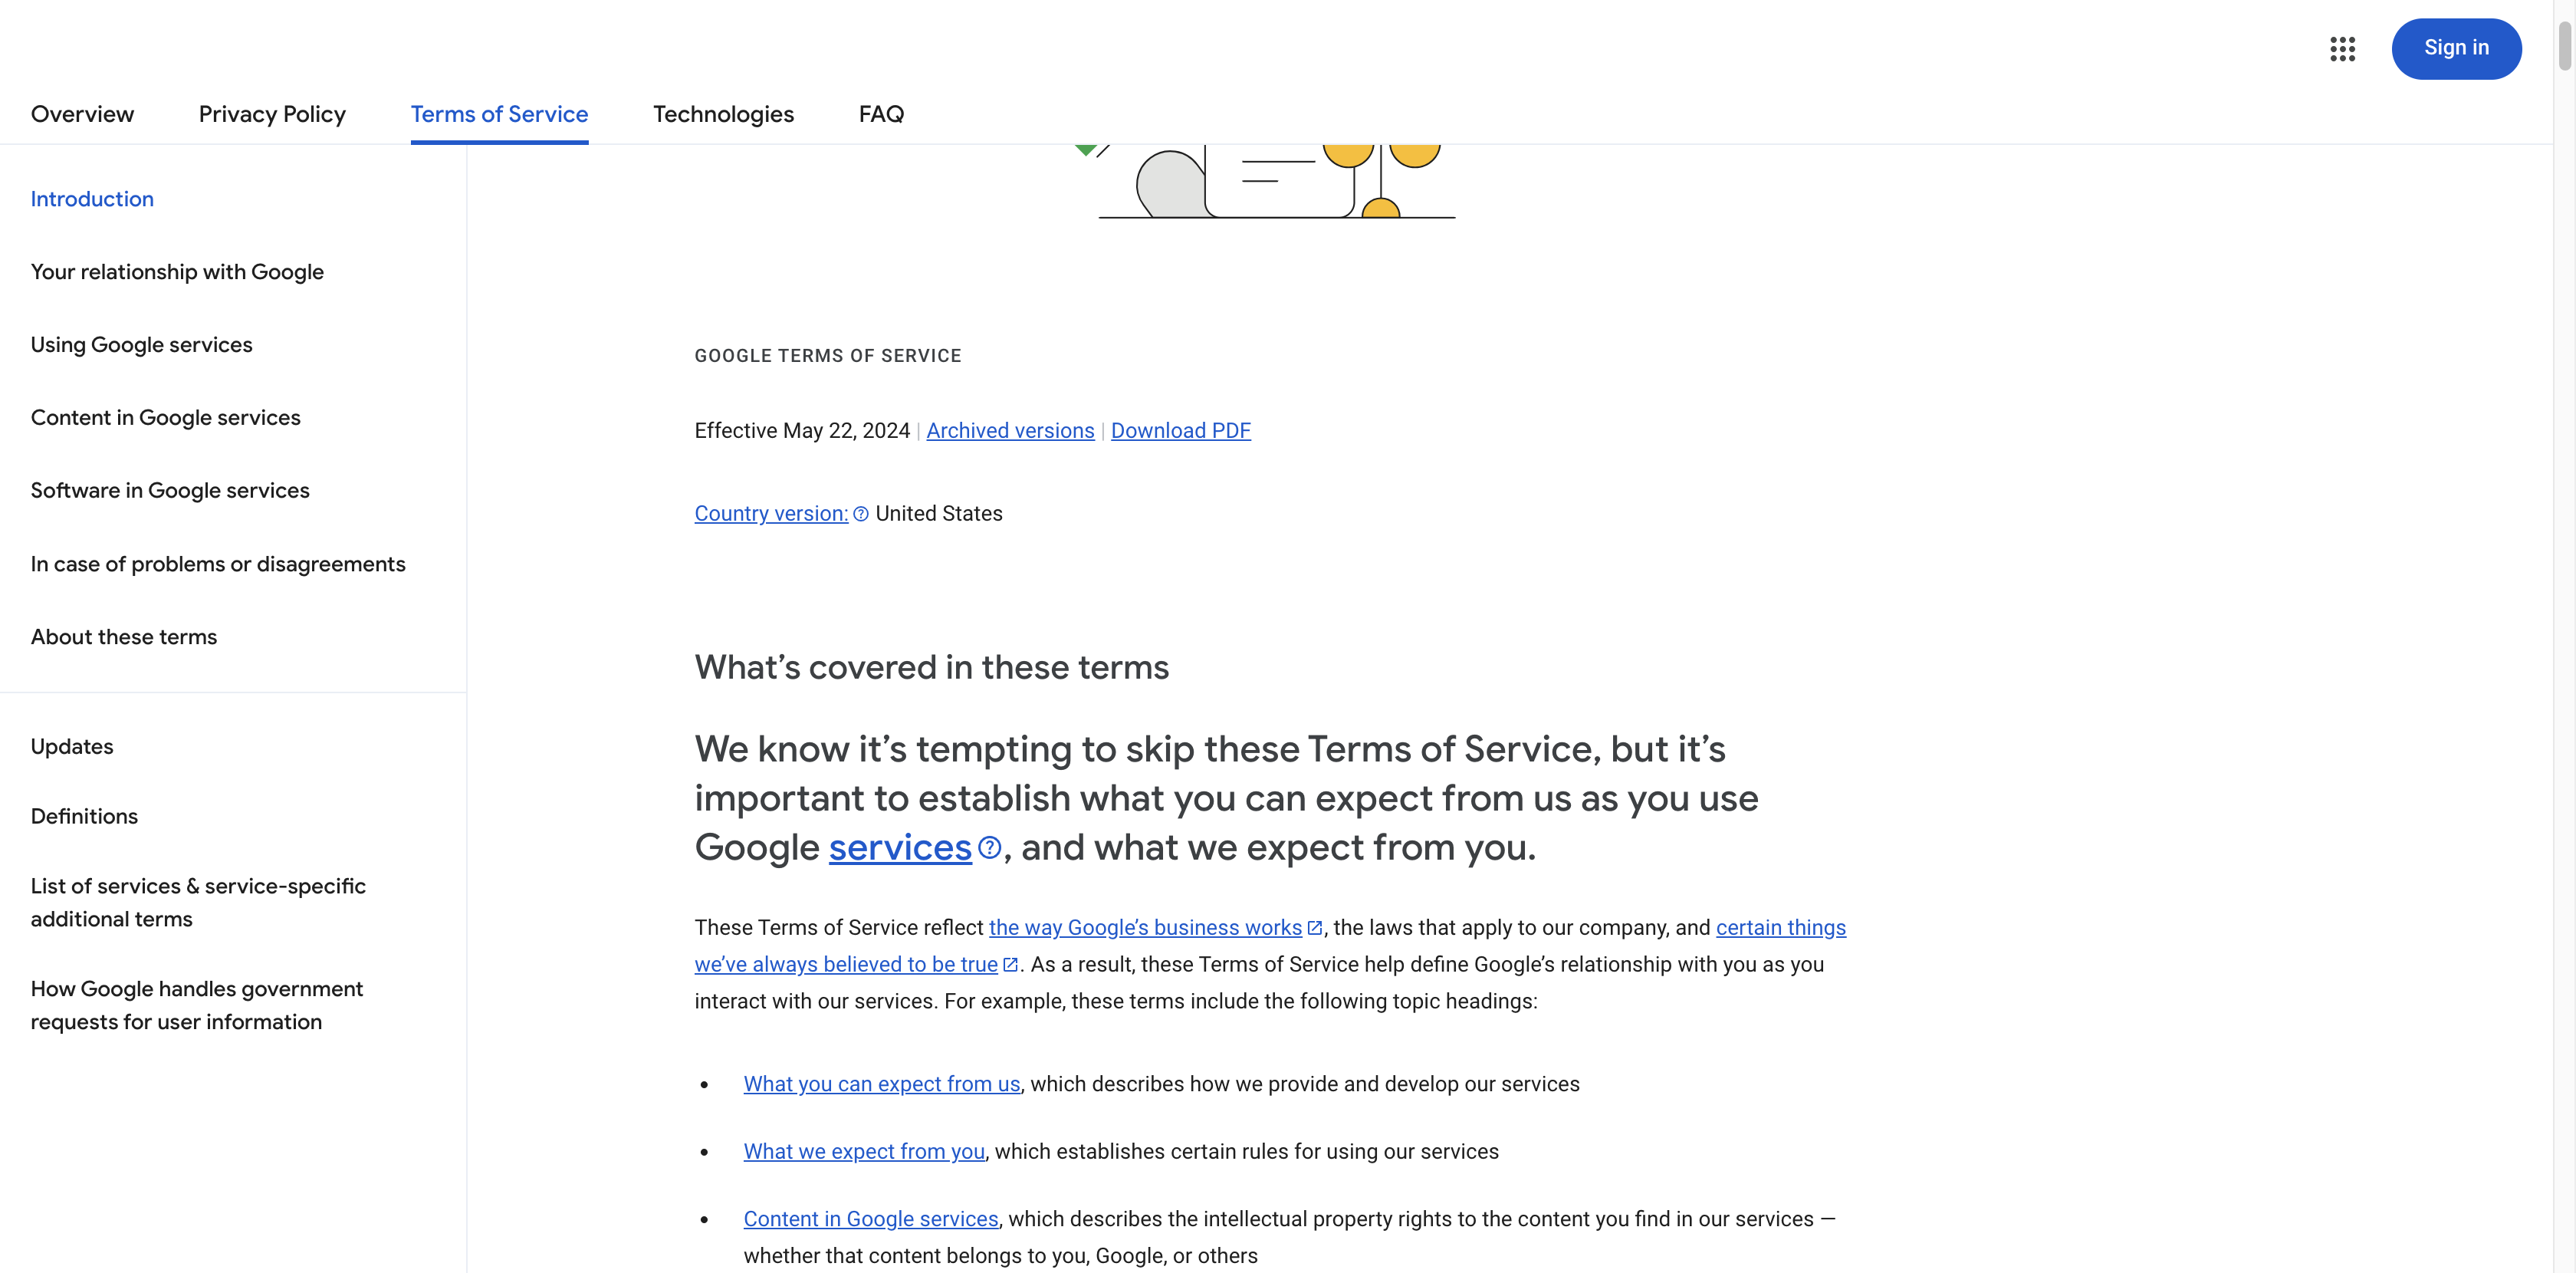 Sign in
Overview
Privacy Policy
Terms of Service
Technologies
FAQ
Introduction
Your relationship with Google
Using Google services
Content in Google services
Software in Google services
In case of problems or disagreements
About these terms
Updates
Definitions
List of services & service-specific
additional terms
How Google handles government
requests for user information
GOOGLE TERMS OF SERVICE
Effective May 22, 2024 | Archived versions | Download PDF
Country version: United States
What’s covered in these terms
We know it’s tempting to skip these Terms of Service, but it’s
important to establish what you can expect from us as you use
Google services, and what we expect from you.
These Terms of Service reflect the way Google’s business works, the laws that apply to our company, and certain things
we’ve always believed to be true. As a result, these Terms of Service help define Google’s relationship with you as you
interact with our services. For example, these terms include the following topic headings:
• What you can expect from us, which describes how we provide and develop our services
• What we expect from you, which establishes certain rules for using our services
• Content in Google services, which describes the intellectual property rights to the content you find in our services —
whether that content belongs to you, Google, or others